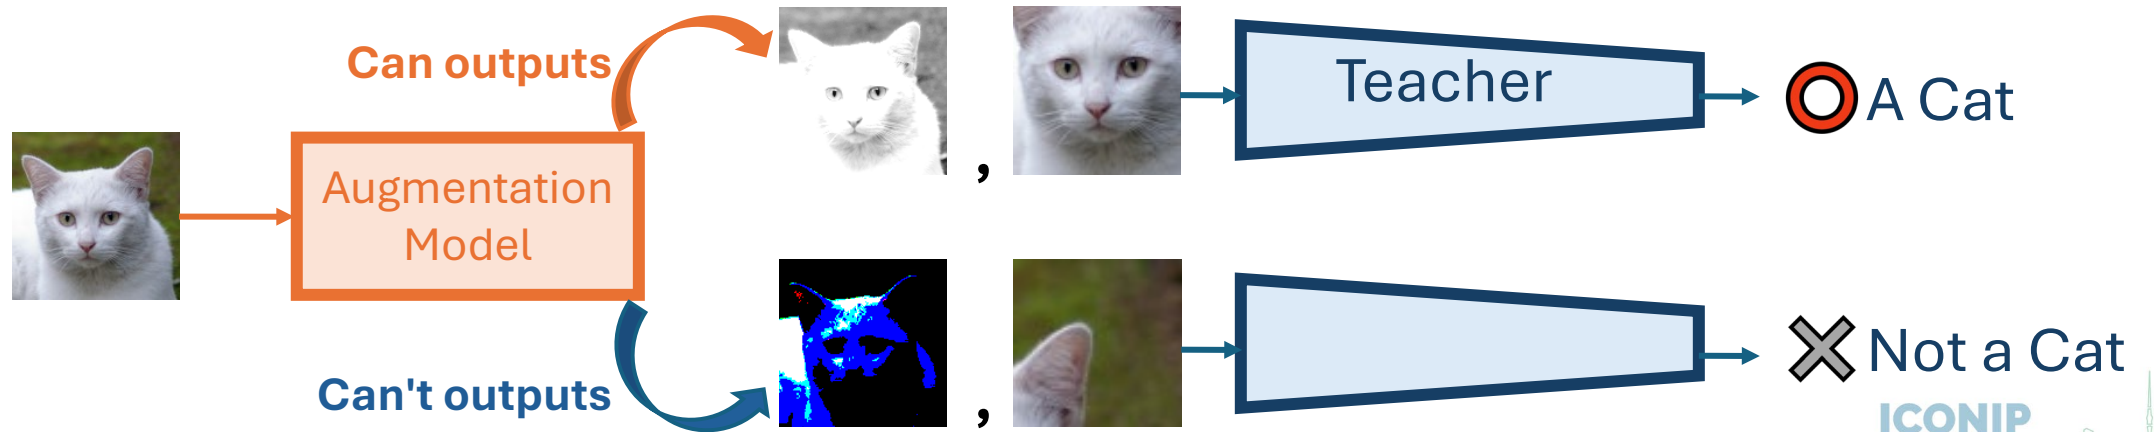 Can outputs
Teacher
A Cat
Augmentation
Model
,
Can't outputs
,
Not a Cat
ICONIP